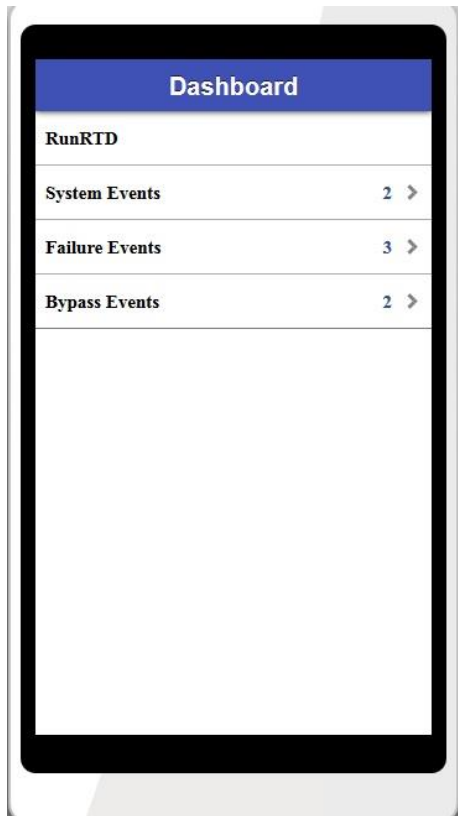 Dashboard
RunRTD
System Events 2
Failure Events 3
Bypass Events 2